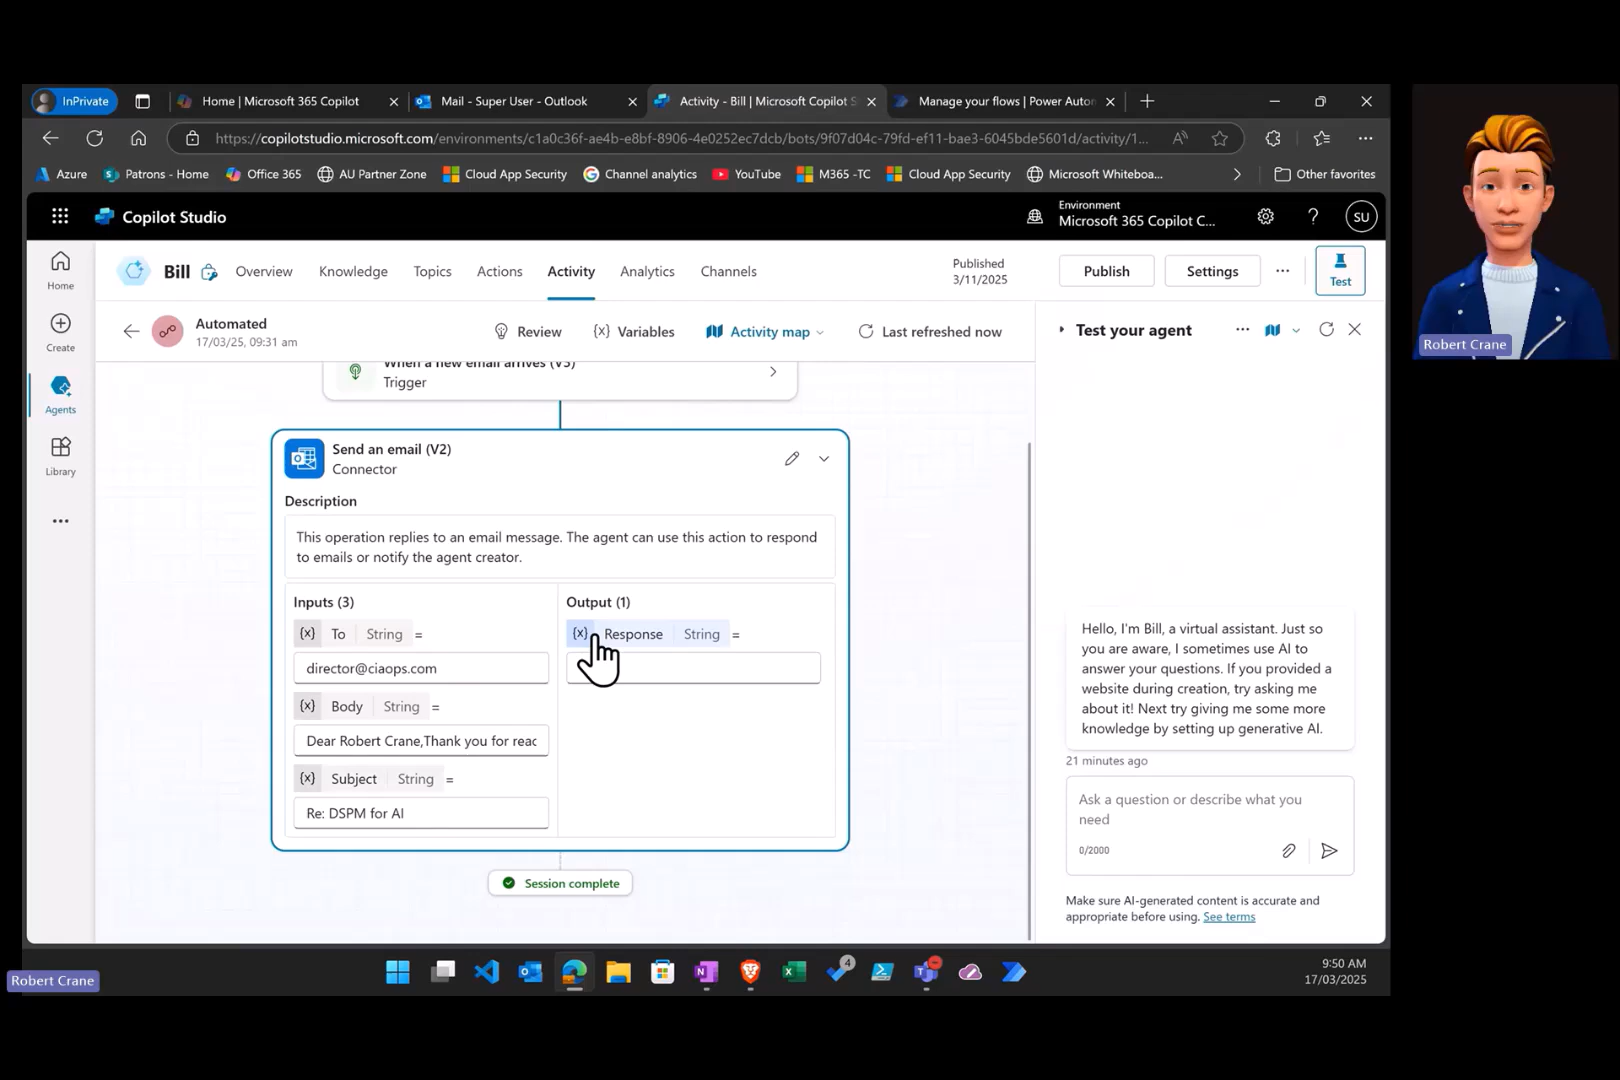 InPrivate
Home | Microsoft 365 Copilot
Mail - Super User - Outlook
Activity - Bill | Microsoft Copilot S
Manage your flows | Power Auton
https://copilotstudio.microsoft.com/environments/c1a0c36f-ae4b-e8bf-8906-4e0252ec7dcb/bots/9f07d04c-79fd-ef11-bae3-6045bde5601d/activity/1...
Azure
Patrons - Home
Office 365
AU Partner Zone
Cloud App Security
Channel analytics
YouTube
M365 -TC
Cloud App Security
Microsoft Whiteboa...
Other favorites
Copilot Studio
Environment
Microsoft 365 Copilot C...
?
SU
Home
Create
Agents
Library
Bill
Overview
Knowledge
Topics
Actions
Activity
Analytics
Channels
Published
3/11/2025
Publish
Settings
Test
Automated
17/03/25, 09:31 am
Review
{x} Variables
Activity map
Last refreshed now
When a new email arrives (V3)
Trigger
Send an email (V2)
Connector
Description
This operation replies to an email message. The agent can use this action to respond
to emails or notify the agent creator.
Inputs (3)
{x} To String =
director@ciaops.com
{x} Body String =
Dear Robert Crane,Thank you for reac
{x} Subject String =
Re: DSPM for AI
Output (1)
{x} Response String =
Session complete
Test your agent
Hello, I'm Bill, a virtual assistant. Just so
you are aware, I sometimes use AI to
answer your questions. If you provided a
website during creation, try asking me
about it! Next try giving me some more
knowledge by setting up generative AI.
21 minutes ago
Ask a question or describe what you
need
0/2000
Make sure AI-generated content is accurate and
appropriate before using. See terms
4
9:50 AM
17/03/2025
Robert Crane
Robert Crane